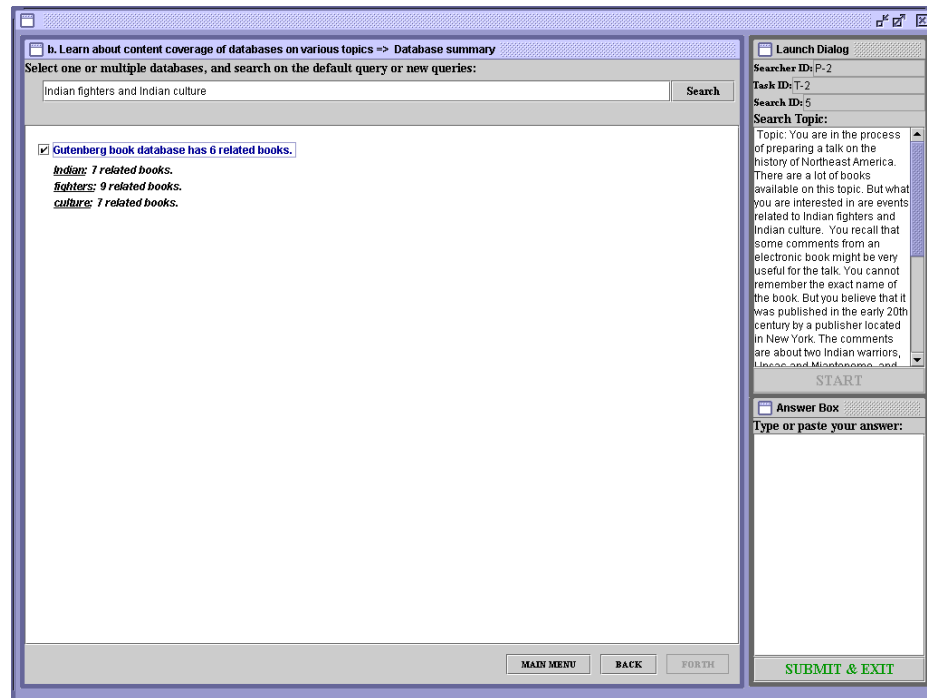 b. Learn about content coverage of databases on various topics => Database summary
Select one or multiple databases, and search on the default query or new queries:
Indian fighters and Indian culture
Search
Gutenberg book database has 6 related books.
Indian: 7 related books.
fighters: 9 related books.
culture: 7 related books.
MAIN MENU
BACK
FORTH
Launch Dialog
Searcher ID: P-2
Task ID: T-2
Search ID: 5
Search Topic:
Topic: You are in the process
of preparing a talk on the
history of Northeast America.
There are a lot of books
available on this topic. But what
you are interested in are events
related to Indian fighters and
Indian culture. You recall that
some comments from an
electronic book might be very
useful for the talk. You cannot
remember the exact name of
the book. But you believe that it
was published in the early 20th
century by a publisher located
in New York. The comments
are about two Indian warriors,
and Miantonomo, and
START
Answer Box
Type or paste your answer:
SUBMIT & EXIT